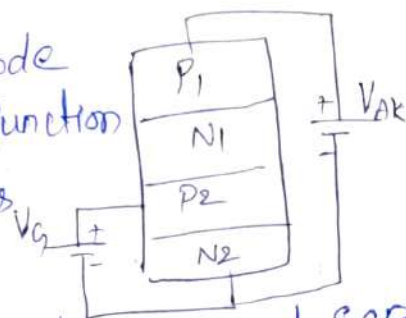 ode
P1
unction
N1
+
VAK
-
s
P2
VG
+
-
N2